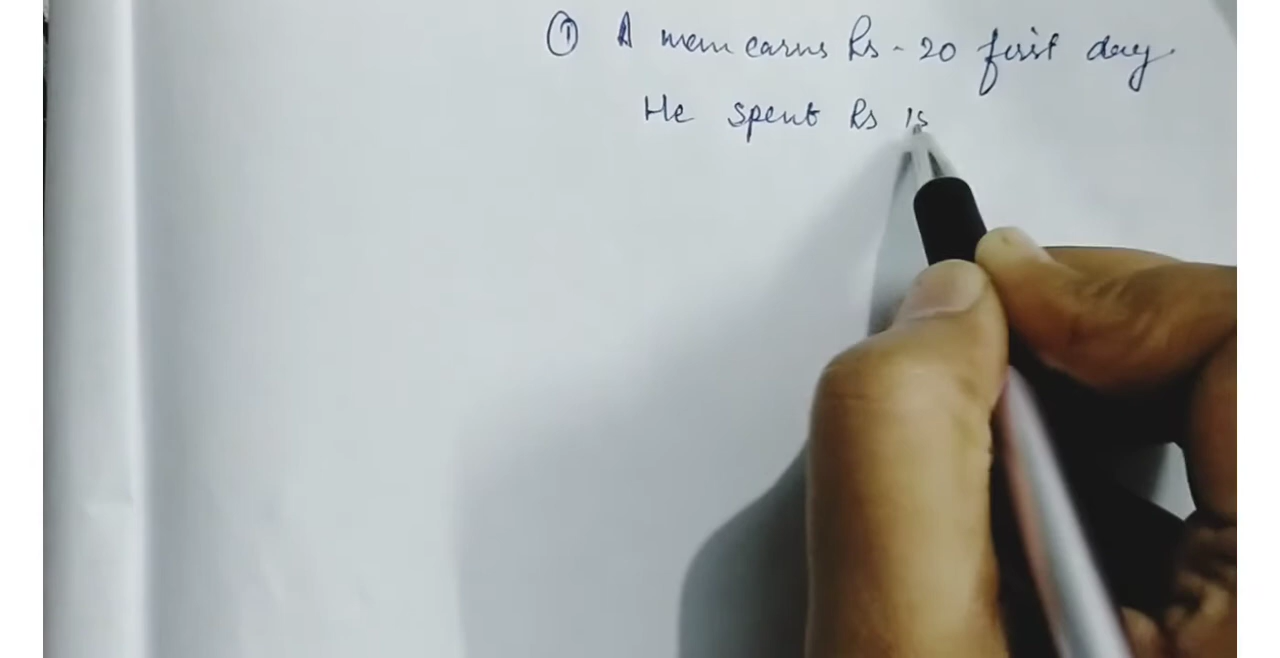 ① A man earns Rs - 20 first day.
He spent Rs 15